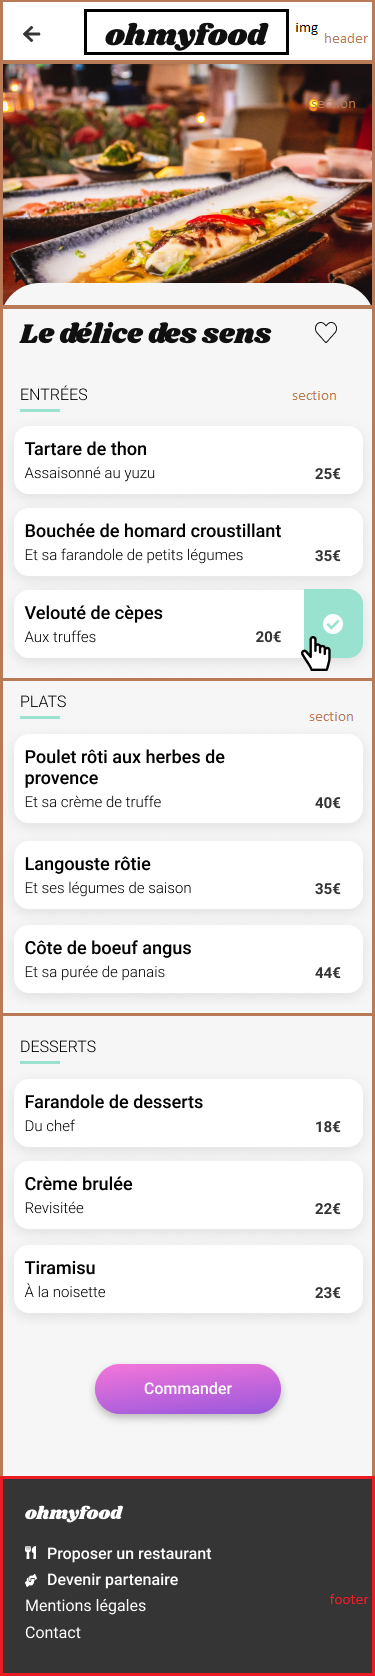 ohmyfood
img
header
section
Le délice des sens
ENTRÉES
section
Tartare de thon
Assaisonné au yuzu
25€
Bouchée de homard croustillant
Et sa farandole de petits légumes
35€
Velouté de cèpes
Aux truffes
20€
PLATS
section
Poulet rôti aux herbes de
provence
Et sa crème de truffe
40€
Langouste rôtie
Et ses légumes de saison
35€
Côte de boeuf angus
Et sa purée de panais
44€
DESSERTS
Farandole de desserts
Du chef
18€
Crème brulée
Revisitée
22€
Tiramisu
À la noisette
23€
Commander
ohmyfood
Proposer un restaurant
Devenir partenaire
Mentions légales
footer
Contact